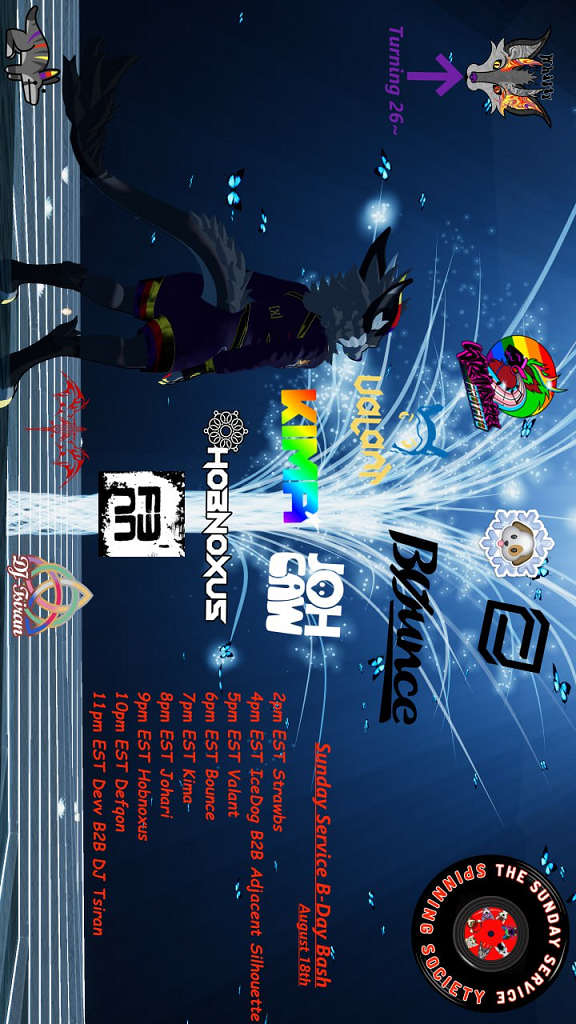 Turning 26~
Valant
KIMA
HOBNOXUS
JOH
CAW
Bounce
DJ-Tsiran
Sunday Service B-Day Bash
August 18th
2pm EST Strawbs
4pm EST IceDog B2B Adjacent Silhouette
5pm EST Valant
6pm EST Bounce
7pm EST Kima
8pm EST Johari
9pm EST Hobnoxus
10pm EST Defqon
11pm EST Devv B2B DJ Tsiran
THE SUNDAY SERVICE
SPINNING SOCIETY